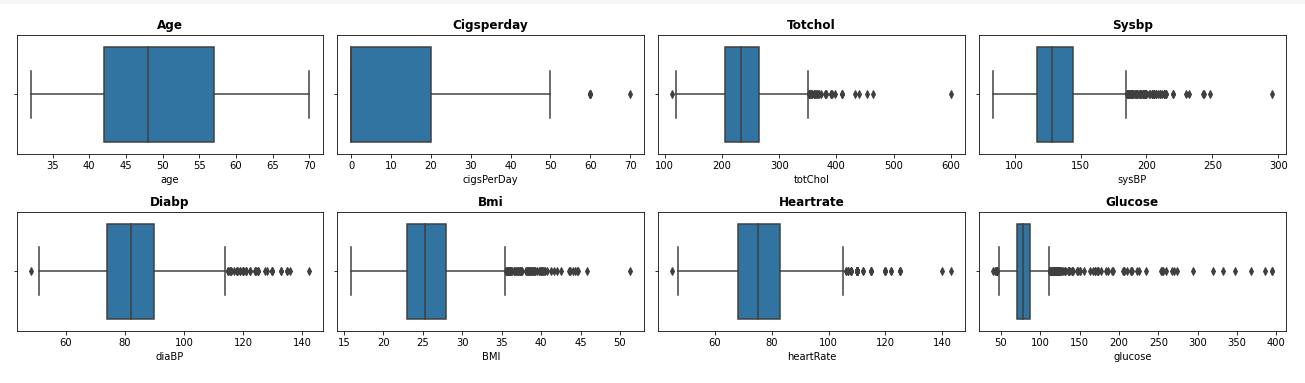 Age Cigsperday Totchol Sysbp
35 40 45 50 55 60 65 70 0 10 20 30 40 50 60 70 100 200 300 400 500 600 100 150 200 250 300
age cigsPerDay totChol sysBP
Diabp Bmi Heartrate Glucose
60 80 100 120 140 15 20 25 30 35 40 45 50 60 80 100 120 140 50 100 150 200 250 300 350 400
diaBP BMI heartRate glucose